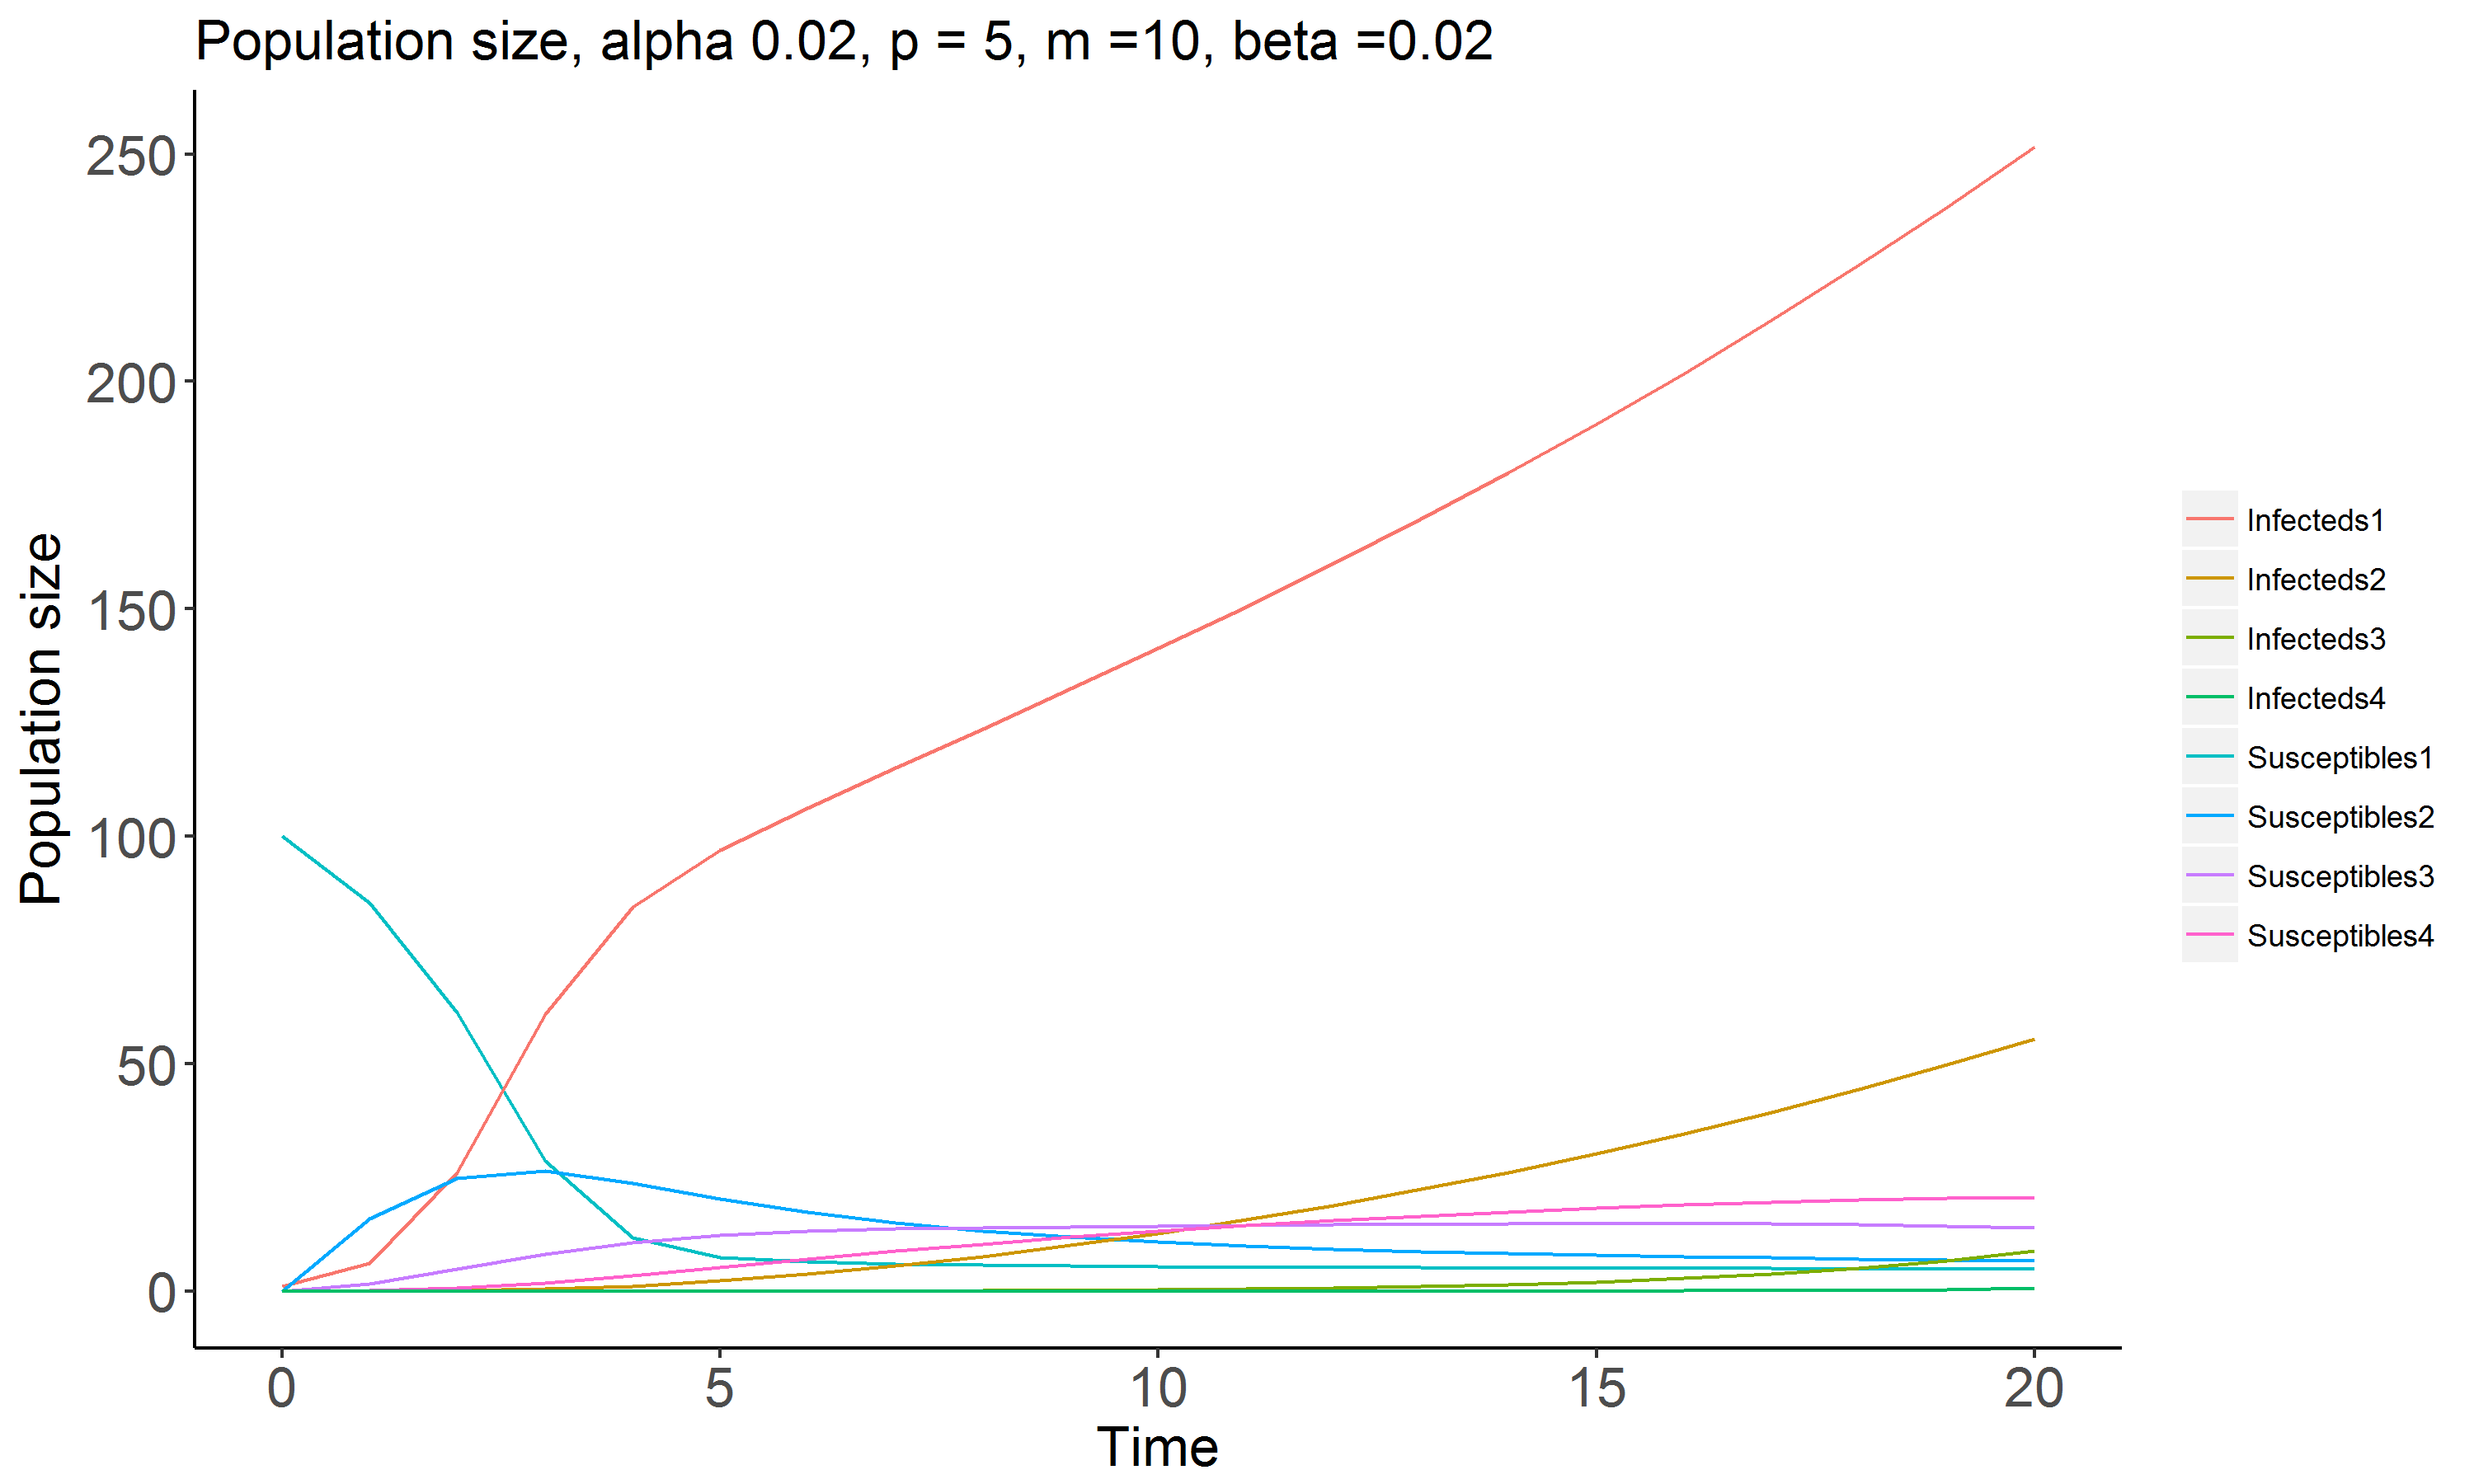 Population size, alpha 0.02, p = 5, m =10, beta =0.02
Population size
250
200
150
100
50
0
0 5 10 15 20
Time
Infecteds1
Infecteds2
Infecteds3
Infecteds4
Susceptibles1
Susceptibles2
Susceptibles3
Susceptibles4